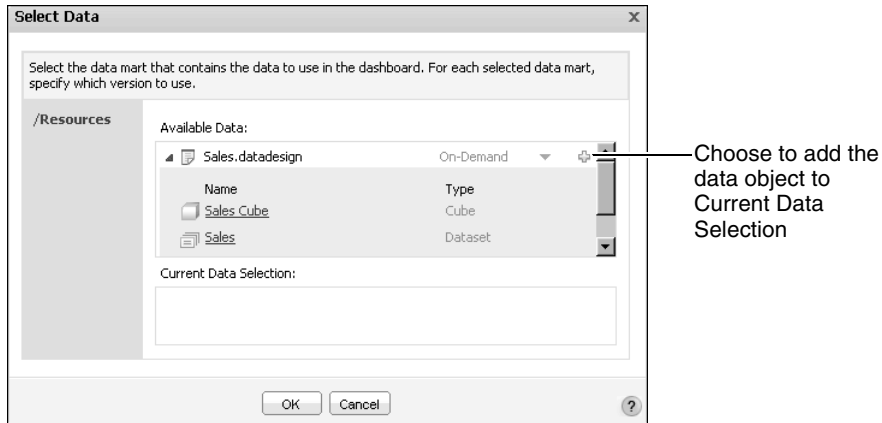 Select Data
x
Select the data mart that contains the data to use in the dashboard. For each selected data mart,
specify which version to use.
/Resources
Available Data:
Sales.datadesign On-Demand
Name Type
Sales Cube Cube
Sales Dataset
Current Data Selection:
OK Cancel
?
Choose to add the
data object to
Current Data
Selection